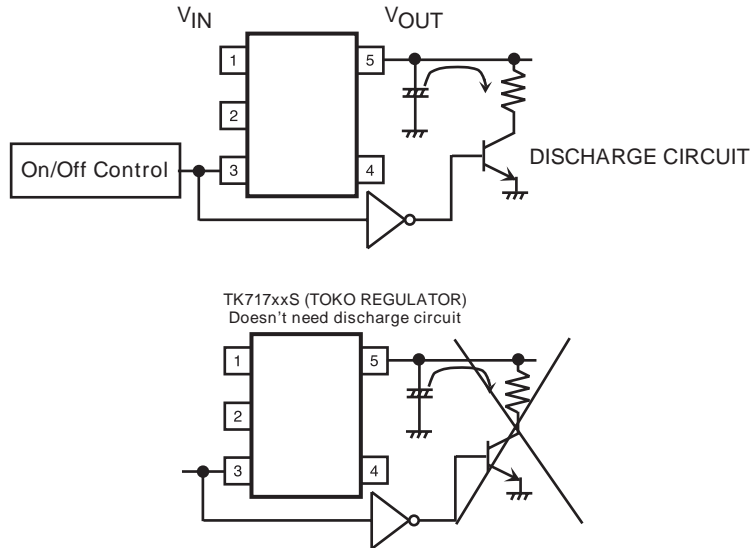 VIN VOUT
1 5
2
On/Off Control 3 4
DISCHARGE CIRCUIT
TK717xxS (TOKO REGULATOR)
Doesn't need discharge circuit
1 5
2
3 4